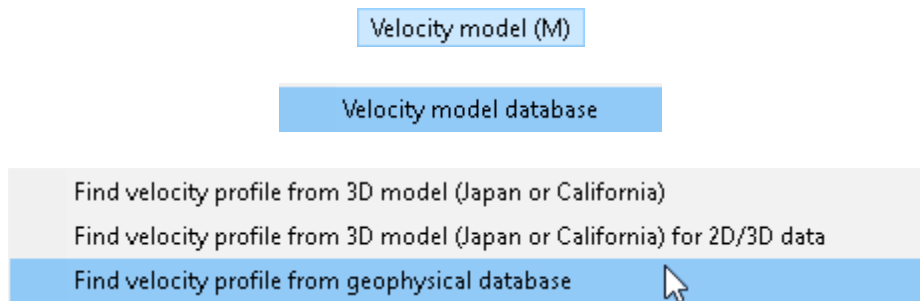 Velocity model (M)
Velocity model database
Find velocity profile from 3D model (Japan or California)
Find velocity profile from 3D model (Japan or California) for 2D/3D data
Find velocity profile from geophysical database